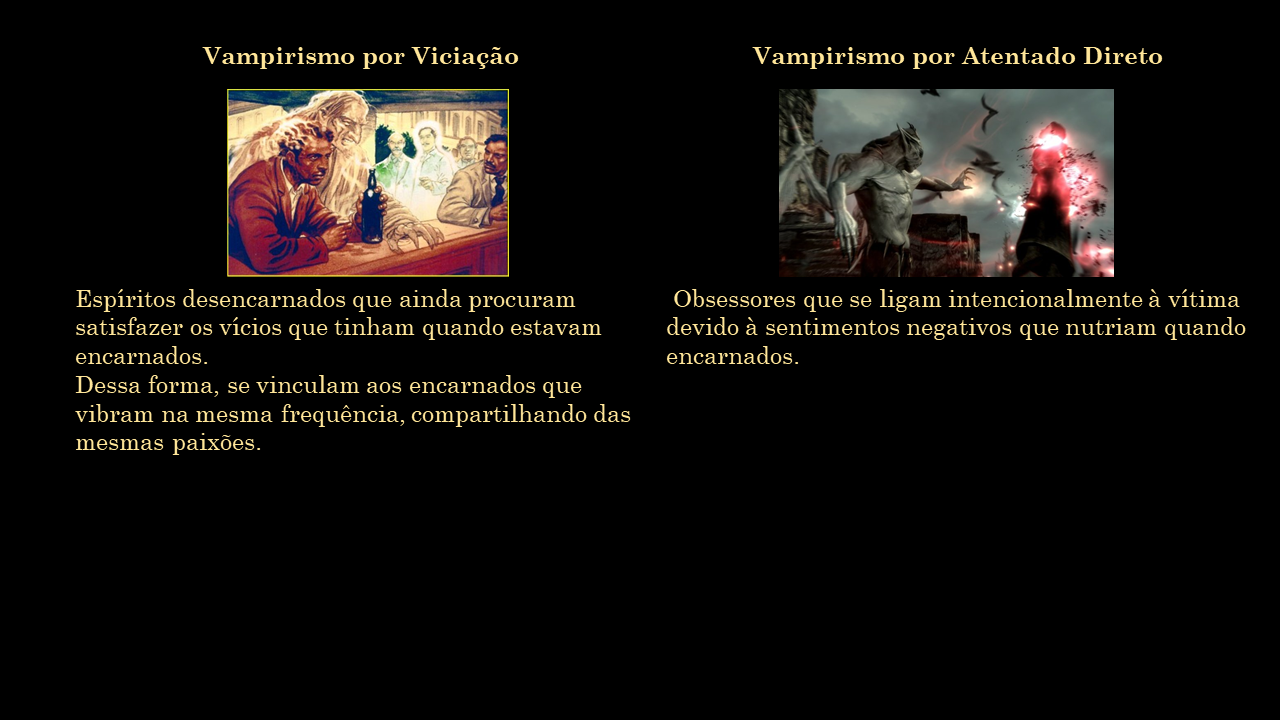 Vampirismo por Viciação
Espíritos desencarnados que ainda procuram
satisfazer os vícios que tinham quando estavam
encarnados.
Dessa forma, se vinculam aos encarnados que
vibram na mesma frequência, compartilhando das
mesmas paixões.
Vampirismo por Atentado Direto
Obsessores que se ligam intencionalmente à vítima
devido à sentimentos negativos que nutriam quando
encarnados.